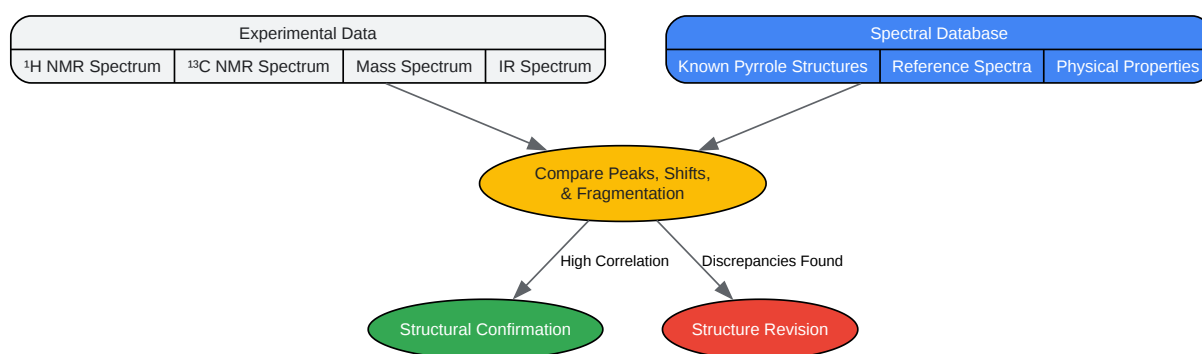 Experimental Data
¹H NMR Spectrum
¹³C NMR Spectrum
Mass Spectrum
IR Spectrum
Spectral Database
Known Pyrrole Structures
Reference Spectra
Physical Properties
Compare Peaks, Shifts,
& Fragmentation
High Correlation
Discrepancies Found
Structural Confirmation
Structure Revision